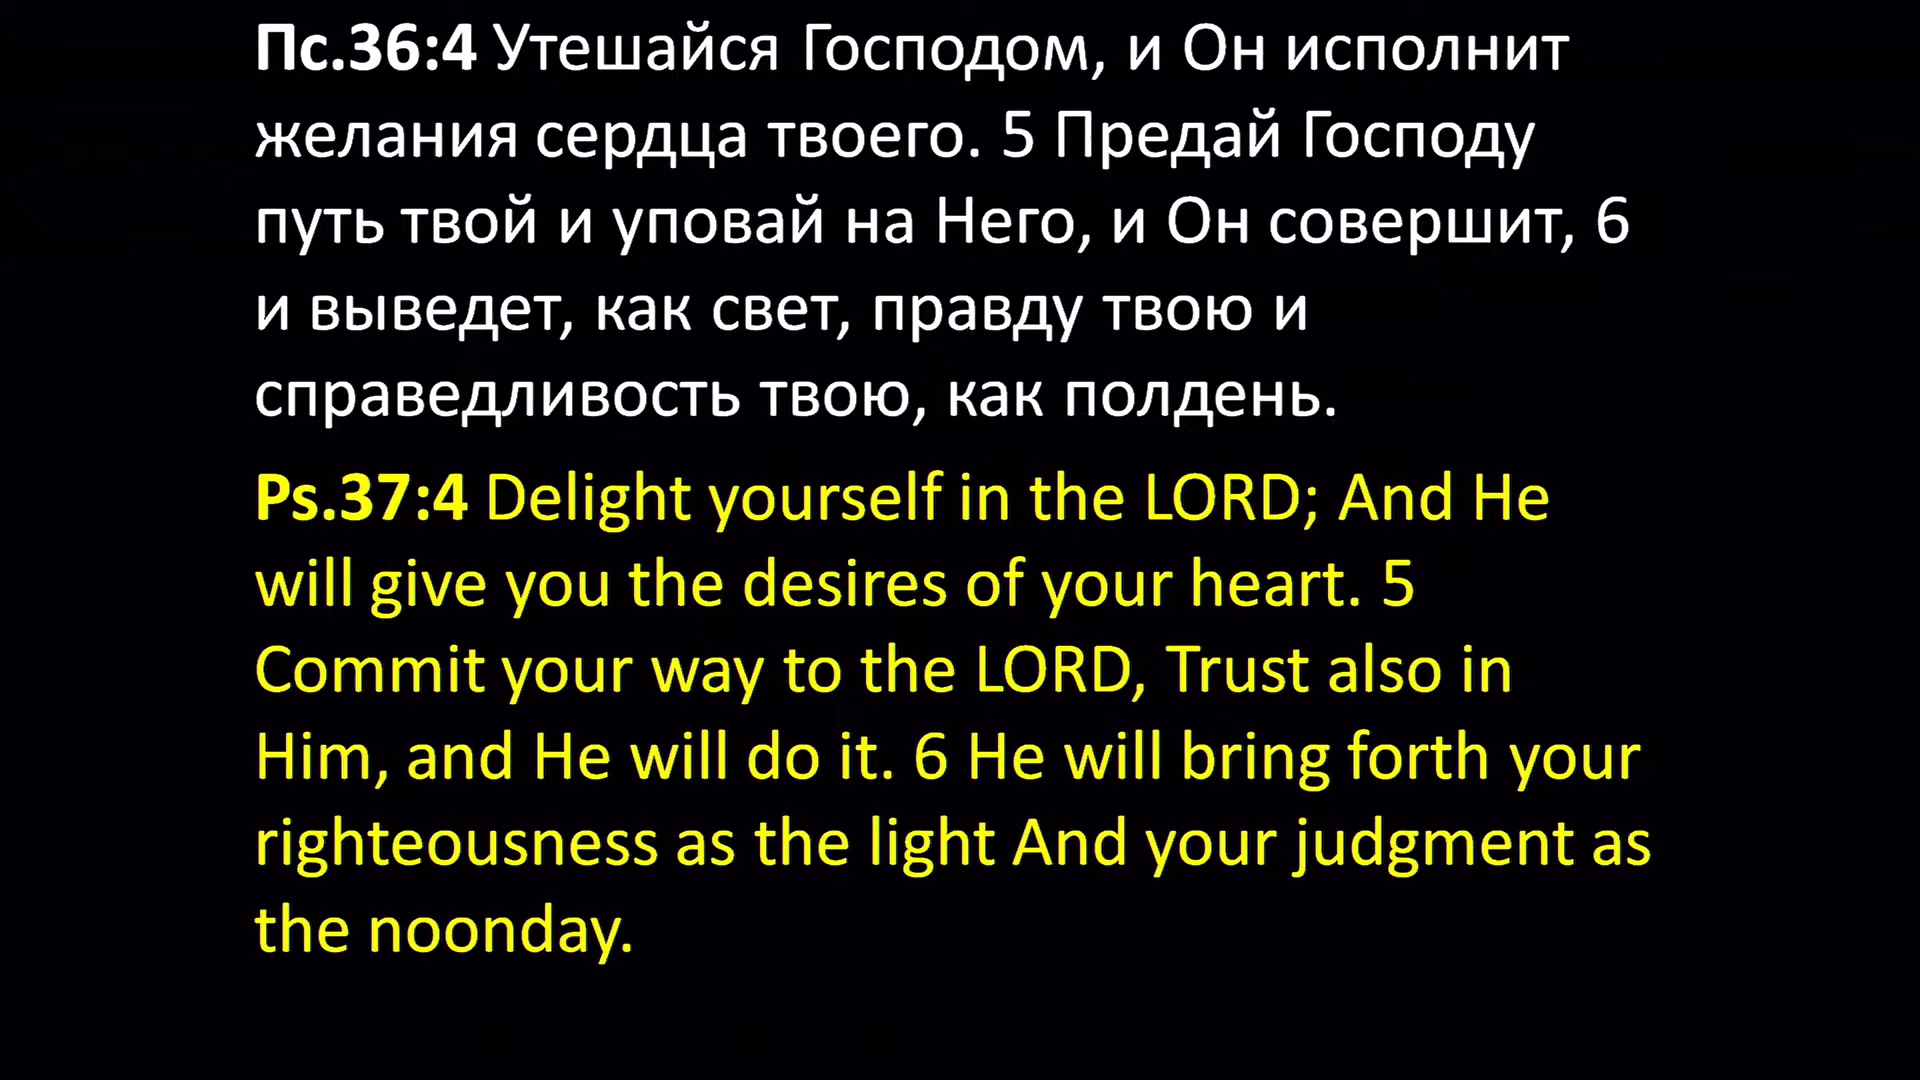 Пс.36:4 Утешайся Господом, и Он исполнит
желания сердца твоего. 5 Предай Господу
путь твой и уповай на Него, и Он совершит, 6
и выведет, как свет, правду твою и
справедливость твою, как полдень.
Ps.37:4 Delight yourself in the LORD; And He
will give you the desires of your heart. 5
Commit your way to the LORD, Trust also in
Him, and He will do it. 6 He will bring forth your
righteousness as the light And your judgment as
the noonday.